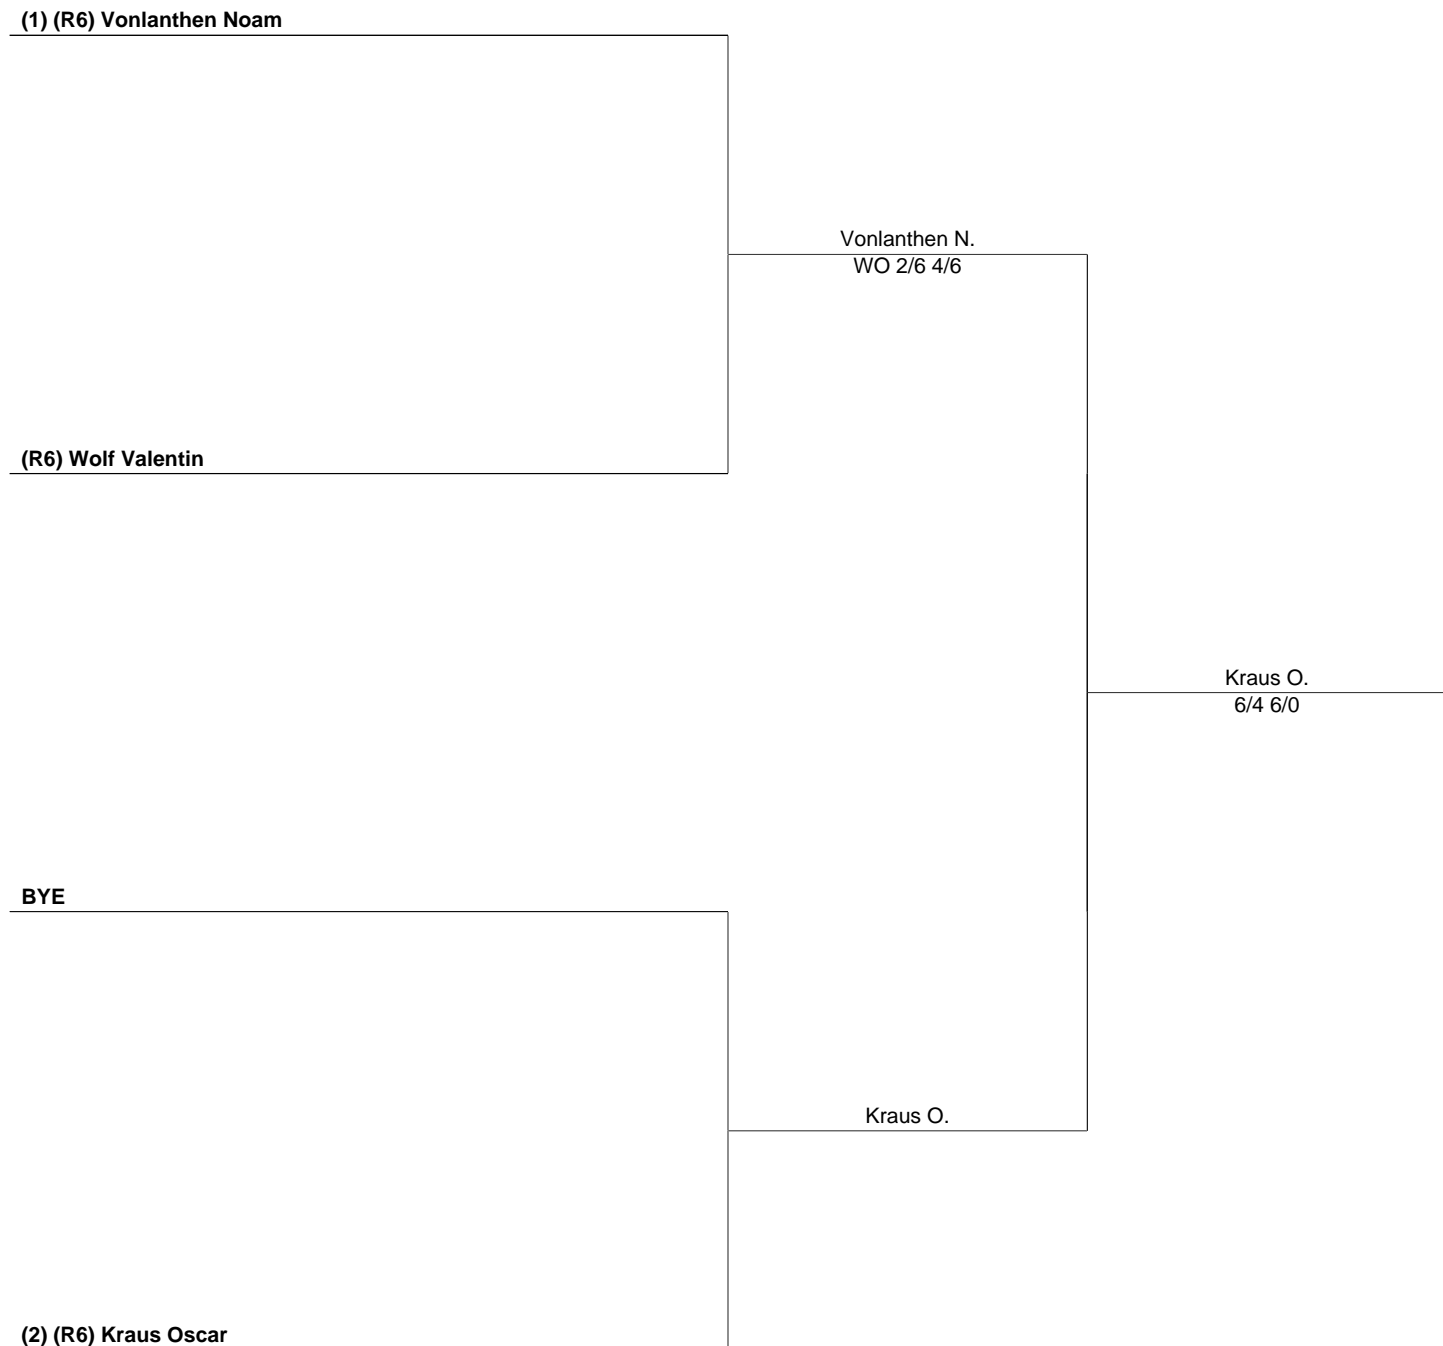 (1) (R6) Vonlanthen Noam
Vonlanthen N.
WO 2/6 4/6
(R6) Wolf Valentin
Kraus O.
6/4 6/0
BYE
Kraus O.
(2) (R6) Kraus Oscar